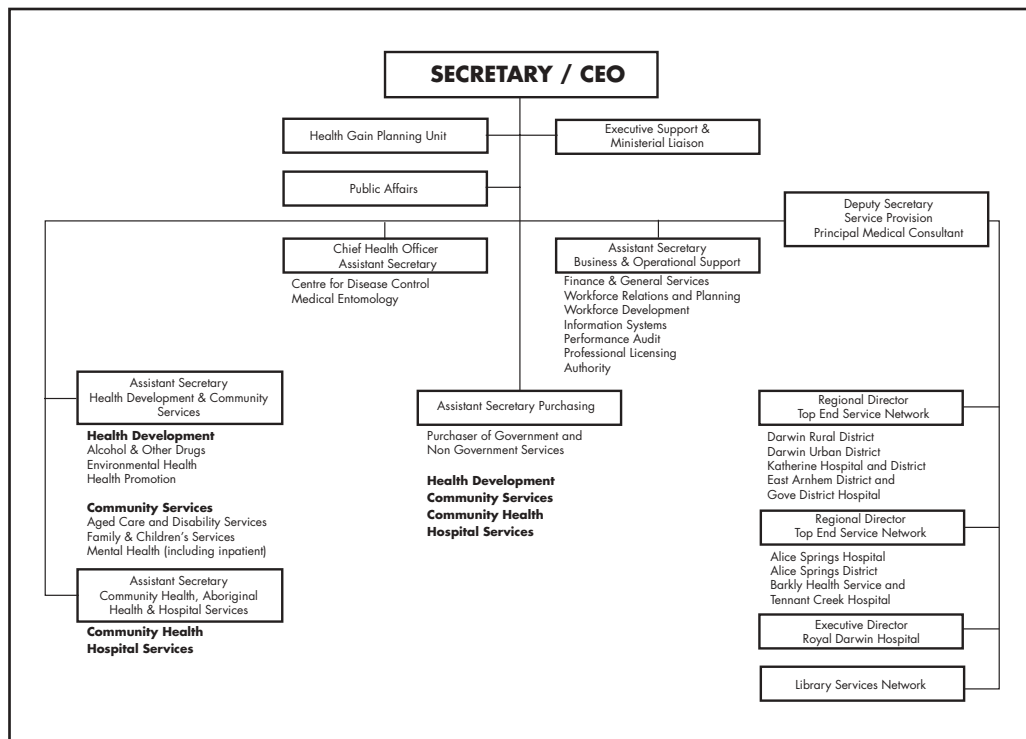 SECRETARY / CEO
Health Gain Planning Unit
Executive Support &
Ministerial Liaison
Public Affairs
Deputy Secretary
Service Provision
Principal Medical Consultant
Chief Health Officer
Assistant Secretary
Centre for Disease Control
Medical Entomology
Assistant Secretary
Business & Operational Support
Finance & General Services
Workforce Relations and Planning
Workforce Development
Information Systems
Performance Audit
Professional Licensing
Authority
Assistant Secretary
Health Development & Community
Services
Health Development
Alcohol & Other Drugs
Environmental Health
Health Promotion
Community Services
Aged Care and Disability Services
Family & Children's Services
Mental Health (including inpatient)
Assistant Secretary
Community Health, Aboriginal
Health & Hospital Services
Community Health
Hospital Services
Assistant Secretary Purchasing
Purchaser of Government and
Non Government Services
Health Development
Community Services
Community Health
Hospital Services
Regional Director
Top End Service Network
Darwin Rural District
Darwin Urban District
Katherine Hospital and District
East Arnhem District and
Gove District Hospital
Regional Director
Top End Service Network
Alice Springs Hospital
Alice Springs District
Barkly Health Service and
Tennant Creek Hospital
Executive Director
Royal Darwin Hospital
Library Services Network